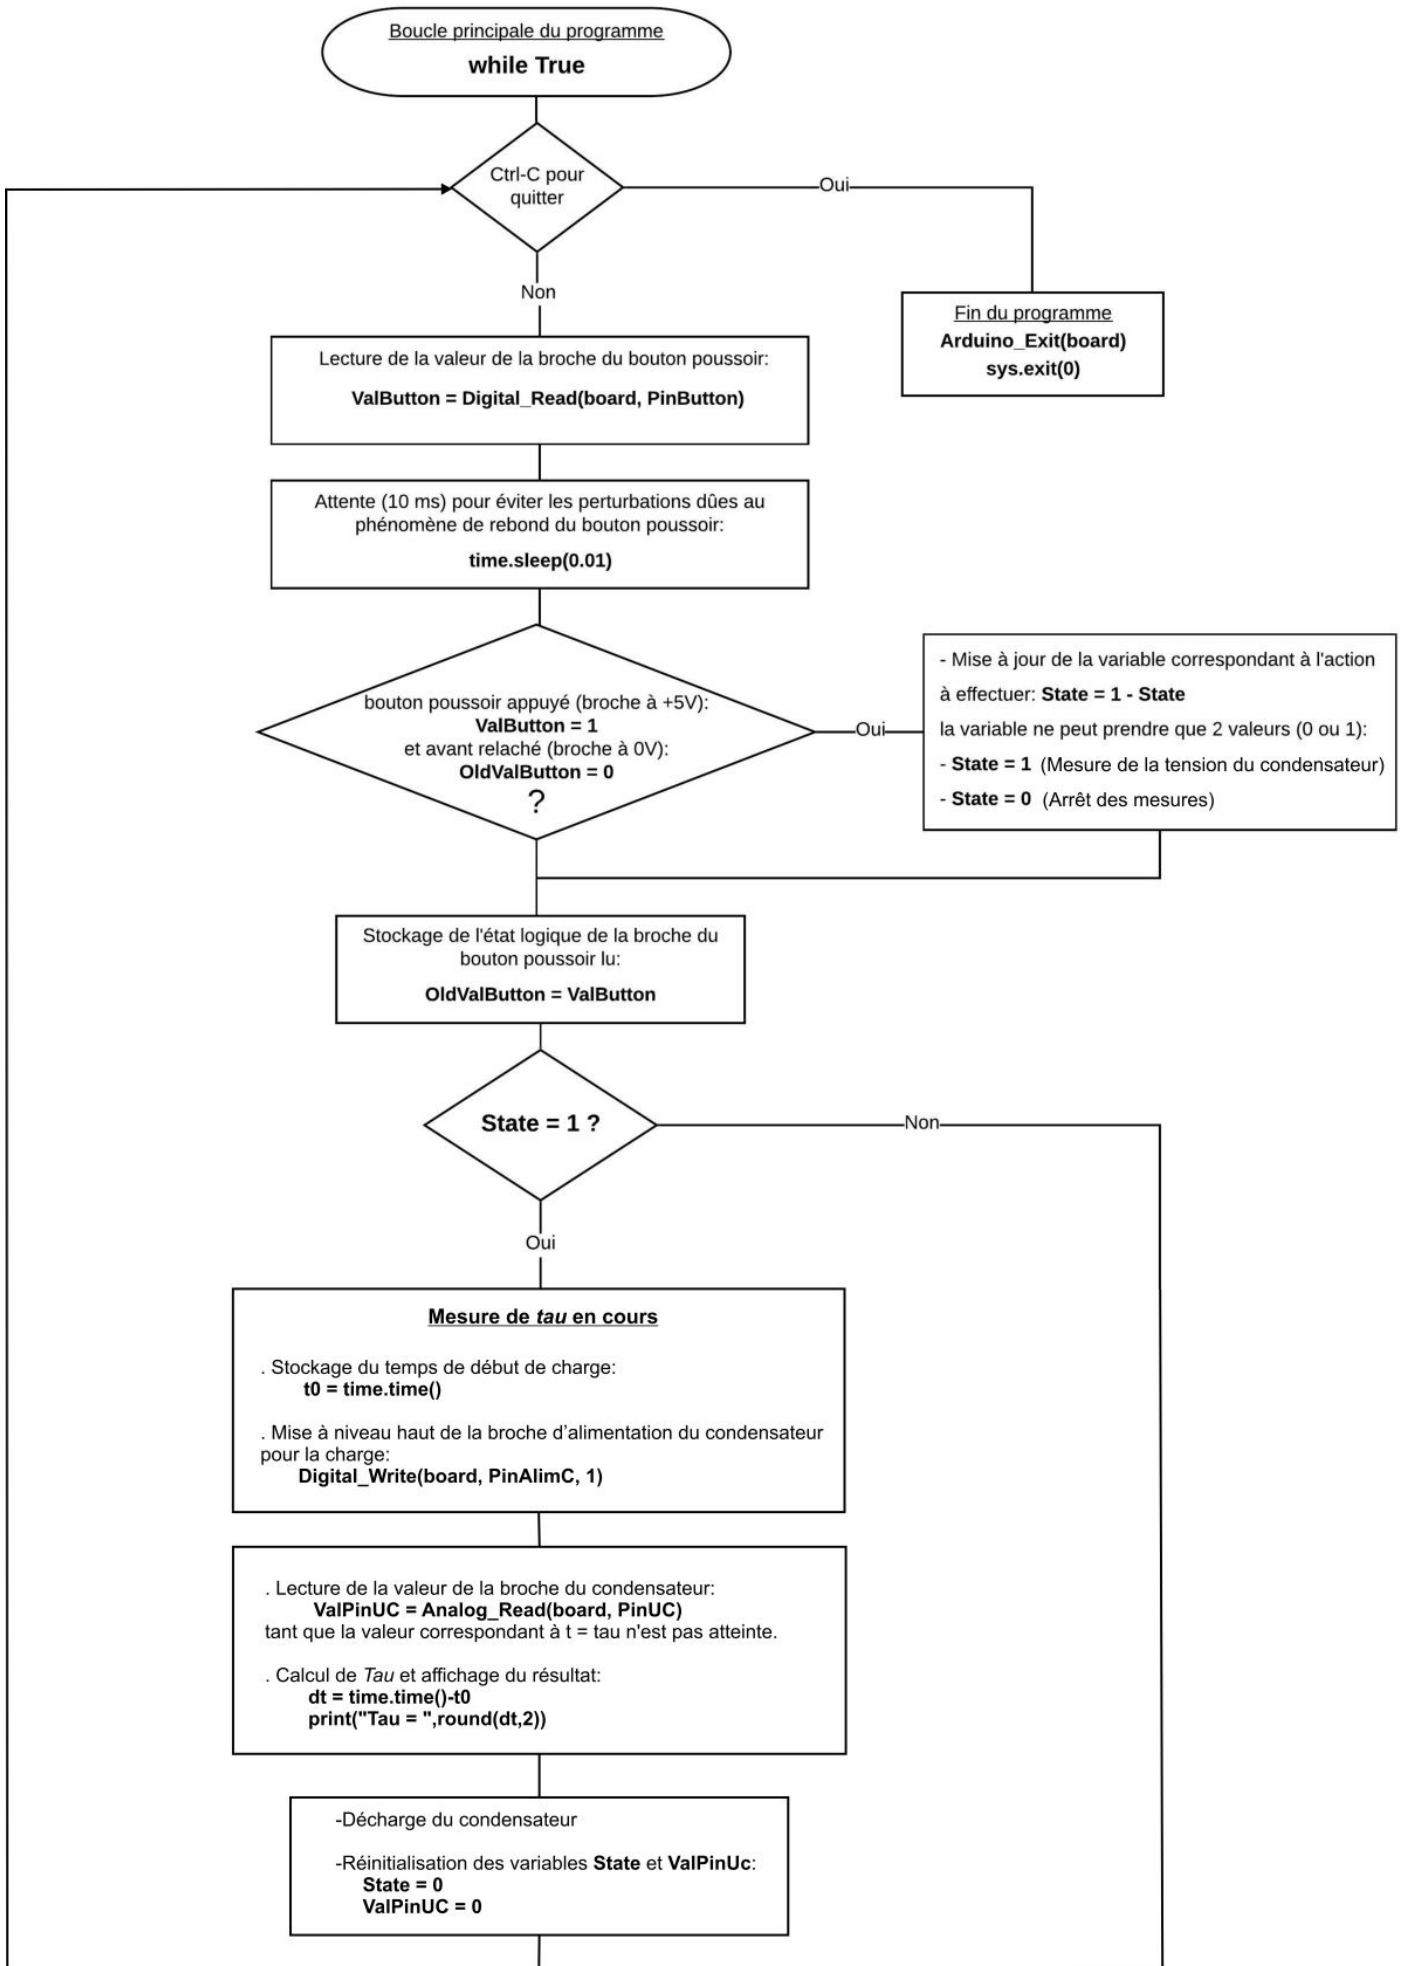 Boucle principale du programme
while True
Ctrl-C pour
quitter
Oui
Non
Fin du programme
Arduino_Exit(board)
sys.exit(0)
Lecture de la valeur de la broche du bouton poussoir:
ValButton = Digital_Read(board, PinButton)
Attente (10 ms) pour éviter les perturbations dûes au
phénomène de rebond du bouton poussoir:
time.sleep(0.01)
bouton poussoir appuyé (broche à +5V):
ValButton = 1
et avant relaché (broche à 0V):
OldValButton = 0
?
Oui
- Mise à jour de la variable correspondant à l'action
à effectuer: State = 1 - State
la variable ne peut prendre que 2 valeurs (0 ou 1):
- State = 1 (Mesure de la tension du condensateur)
- State = 0 (Arrêt des mesures)
Stockage de l'état logique de la broche du
bouton poussoir lu:
OldValButton = ValButton
State = 1 ?
Non
Oui
Mesure de tau en cours
. Stockage du temps de début de charge:
t0 = time.time()
. Mise à niveau haut de la broche d’alimentation du condensateur
pour la charge:
Digital_Write(board, PinAlimC, 1)
. Lecture de la valeur de la broche du condensateur:
ValPinUC = Analog_Read(board, PinUC)
tant que la valeur correspondant à t = tau n'est pas atteinte.
. Calcul de Tau et affichage du résultat:
dt = time.time()-t0
print("Tau = ",round(dt,2))
-Décharge du condensateur
-Réinitialisation des variables State et ValPinUc:
State = 0
ValPinUC = 0